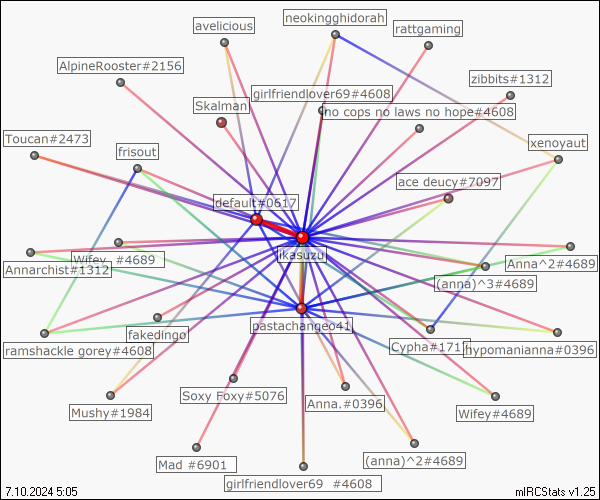 neokingghidorah
avelicious
rattgaming
AlpineRooster#2156
zibbits#1312
girlfriendlover69#4608
Skalman
no cops no laws no hope#4608
Toucan#2473
frisout
xenoyaut
ace deucy#7097
default#0617
ikasuzu
Wifey_ #4689
Annarchist#1312
Anna^2#4689
(anna)^3#4689
pastachangeo41
fakedingo
Cypha#171
hypomanianna#0396
ramshackle gorey#4608
Soxy Foxy#5076
Anna.#0396
Mushy#1984
Wifey#4689
Mad #6901
(anna)^2#4689
girlfriendlover69 #4608
7.10.2024 5:05
mIRCStats v1.25